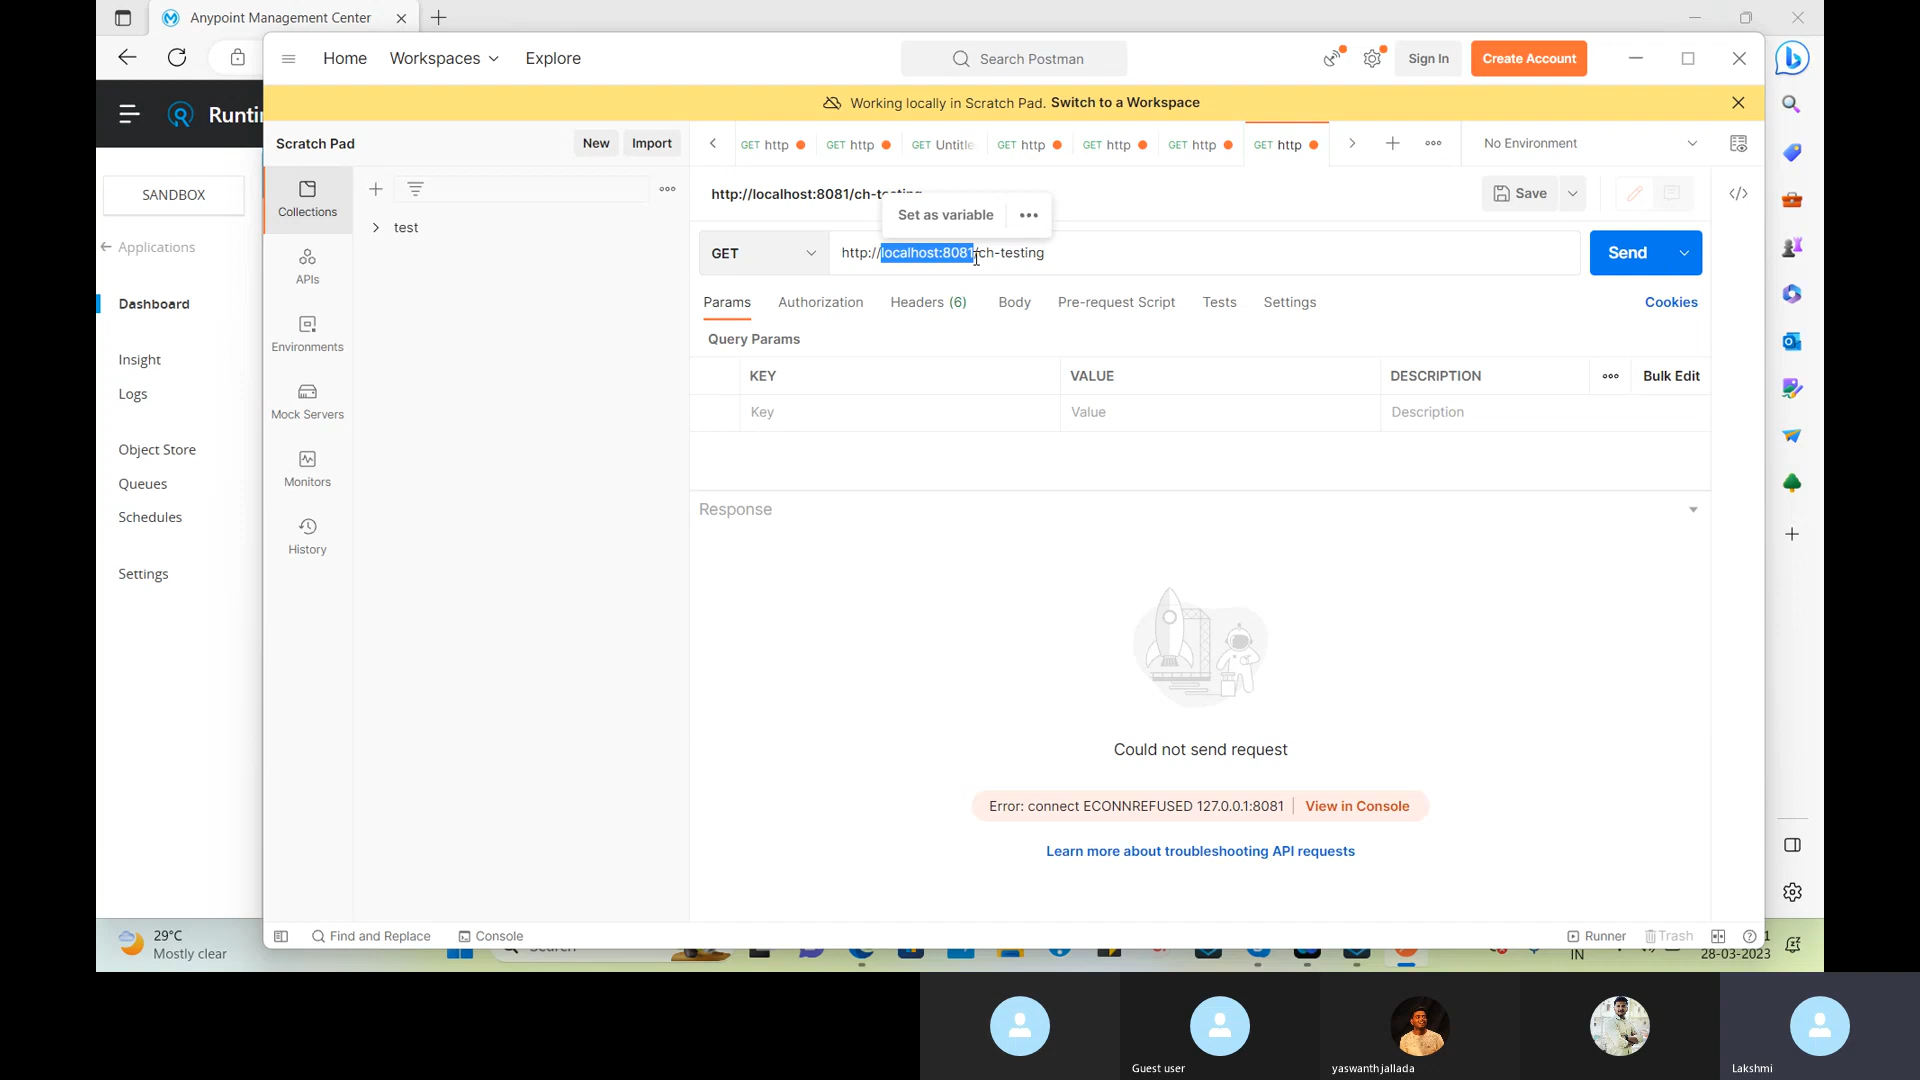 Anypoint Management Center
Home
Workspaces
Explore
Search Postman
Sign In
Create Account
Runti
Working locally in Scratch Pad. Switch to a Workspace
Scratch Pad
New
Import
GET http
GET http
GET Untitle
GET http
GET http
GET http
GET http
No Environment
SANDBOX
Collections
http://localhost:8081/ch-testing
Save
Set as variable
test
Applications
APIs
GET
http://localhost:8081/ch-testing
Send
Dashboard
Params
Authorization
Headers (6)
Body
Pre-request Script
Tests
Settings
Cookies
Environments
Query Params
Insight
KEY
VALUE
DESCRIPTION
Bulk Edit
Logs
Mock Servers
Key
Value
Description
Object Store
Queues
Monitors
Schedules
Response
History
Settings
Could not send request
Error: connect ECONNREFUSED 127.0.0.1:8081
View in Console
Learn more about troubleshooting API requests
29°C
Mostly clear
Find and Replace
Console
Runner
Trash
Search
IN
28-03-2023
Guest user
yaswanth jallada
Lakshmi